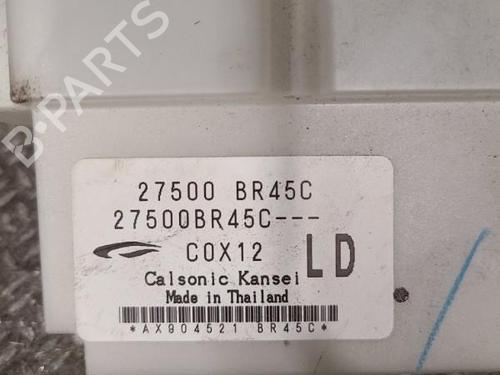 27500 BR45C
27500BR45C---
COX12
LD
Calsonic Kansei
Made in Thailand
*AX904521 BR45C*
B-PARTS